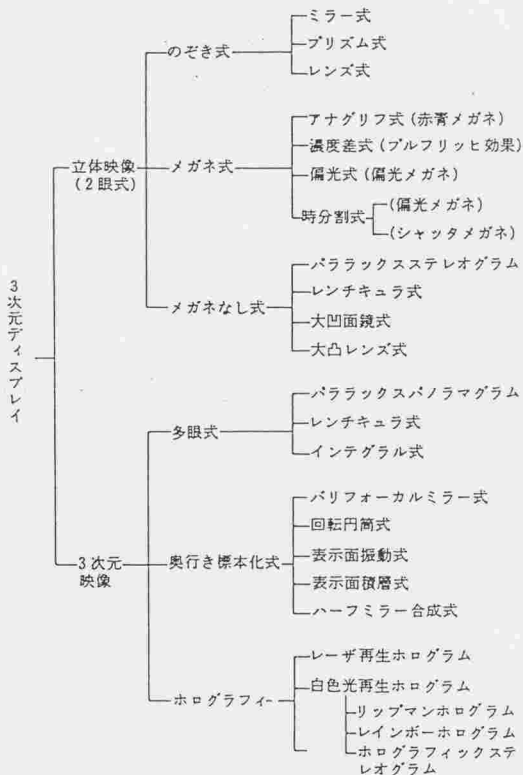 ミラー式
のぞき式
プリズム式
レンズ式
アナグリフ式 (赤青メガネ)
濃度差式 (プルフリッヒ効果)
立体映像
(2眼式)
メガネ式
偏光式 (偏光メガネ)
時分割式
(偏光メガネ)
(シャッタメガネ)
パララックスステレオグラム
レンチキュラ式
メガネなし式
大凹面鏡式
大凸レンズ式
3次元ディスプレイ
パララックスパノラマグラム
多眼式
レンチキュラ式
インテグラル式
バリフォーカルミラー式
回転円筒式
3次元
映像
奥行き標本化式
表示面振動式
表示面積層式
ハーフミラー合成式
レーザ再生ホログラム
ホログラフィ
白色光再生ホログラム
リップマンホログラム
レインボーホログラム
ホログラフィックステ
レオグラム